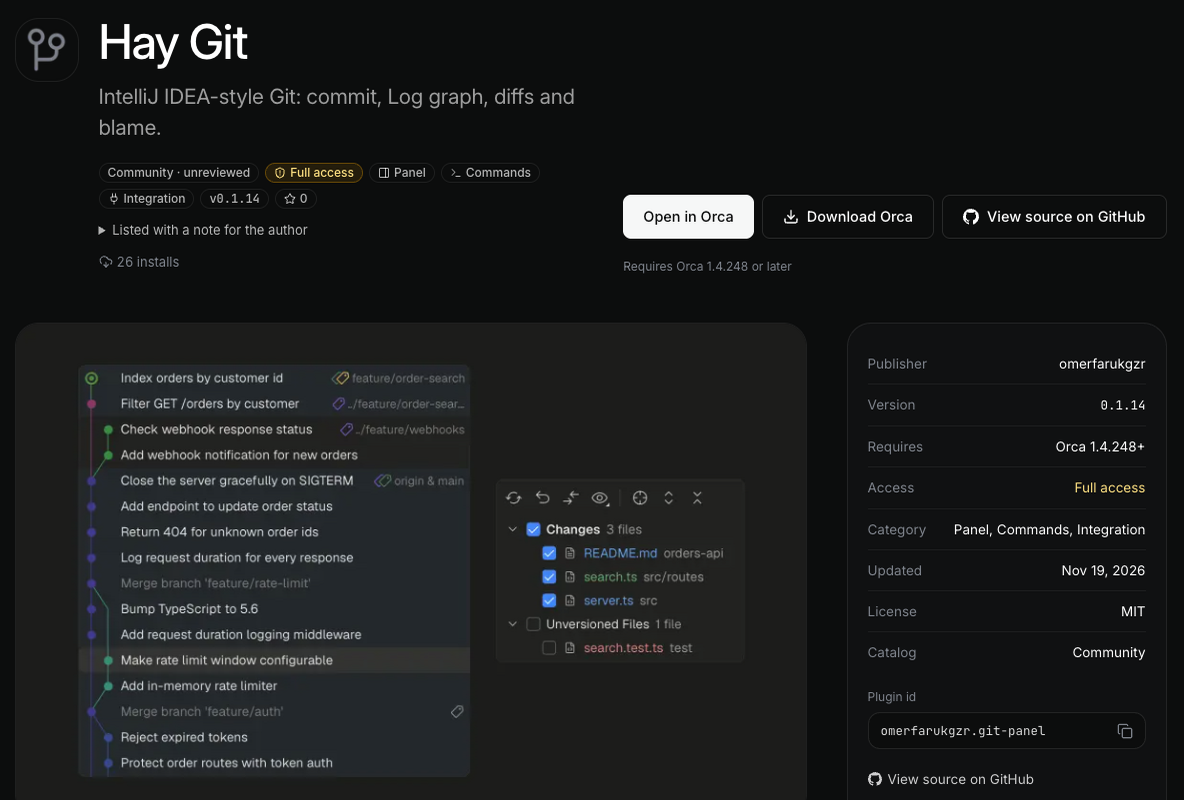 Hay Git
IntelliJ IDEA-style Git: commit, Log graph, diffs and
blame.
Community · unreviewed
Full access
Panel
Commands
Integration
v0.1.14
0
Listed with a note for the author
26 installs
Open in Orca
Download Orca
View source on GitHub
Requires Orca 1.4.248 or later
Index orders by customer id feature/order-search
Filter GET /orders by customer ../feature/order-sear...
Check webhook response status ../feature/webhooks
Add webhook notification for new orders
Close the server gracefully on SIGTERM origin & main
Add endpoint to update order status
Return 404 for unknown order ids
Log request duration for every response
Merge branch 'feature/rate-limit'
Bump TypeScript to 5.6
Add request duration logging middleware
Make rate limit window configurable
Add in-memory rate limiter
Merge branch 'feature/auth'
Reject expired tokens
Protect order routes with token auth
Changes 3 files
README.md orders-api
search.ts src/routes
server.ts src
Unversioned Files 1 file
search.test.ts test
Publisher omerfarukgzr
Version 0.1.14
Requires Orca 1.4.248+
Access Full access
Category Panel, Commands, Integration
Updated Nov 19, 2026
License MIT
Catalog Community
Plugin id
omerfarukgzr.git-panel
View source on GitHub